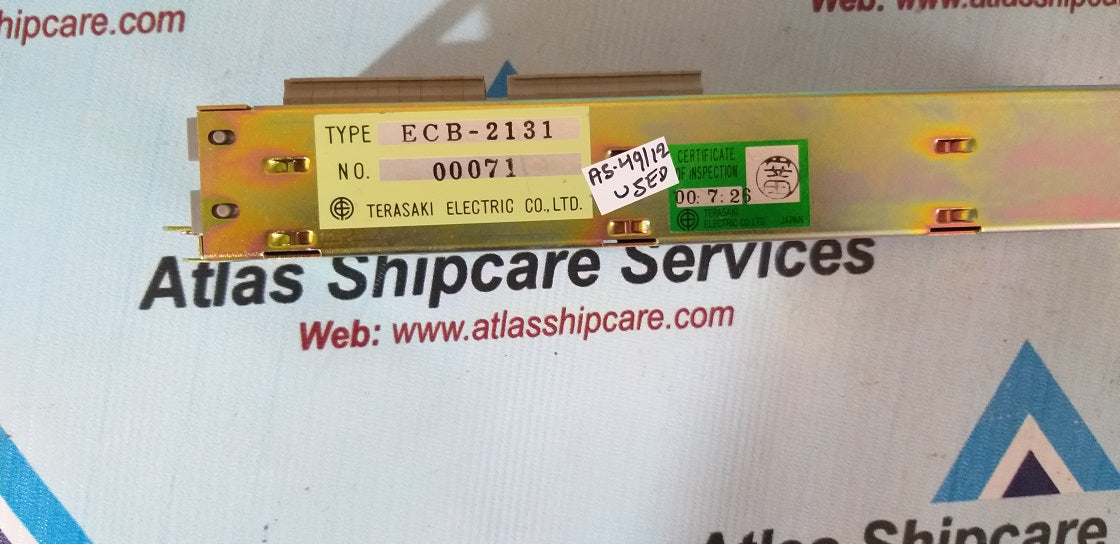 hipcare.com
Web: www.atlasshipca
TYPE ECB-2131
NO. 00071
TERASAKI ELECTRIC CO., LTD.
AS-49/12
USED
CERTIFICATE
OF INSPECTION
'00: 7: 26
TERASAKI
ELECTRIC CO., LTD. JAPAN
Atlas Shipcare Services
Web: www.atlasshipcare.com
Atlas Shipcare